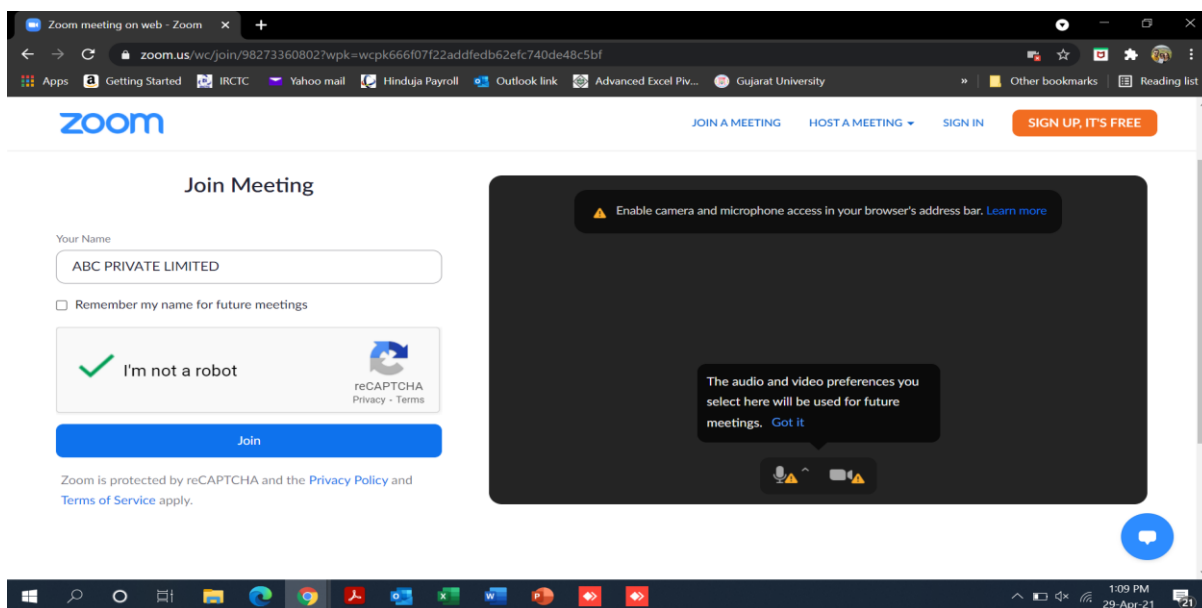 Zoom meeting on web - Zoom
zoom.us/wc/join/98273360802?wpk=wcpk666f07f22addfedb62efc740de48c5bf
Apps Getting Started IRCTC Yahoo mail Hinduja Payroll Outlook link Advanced Excel Piv... Gujarat University » Other bookmarks Reading list
zoom JOIN A MEETING HOST A MEETING SIGN IN SIGN UP, IT'S FREE
Join Meeting
Enable camera and microphone access in your browser's address bar. Learn more
Your Name
ABC PRIVATE LIMITED
Remember my name for future meetings
I'm not a robot
reCAPTCHA
Privacy - Terms
Join
Zoom is protected by reCAPTCHA and the Privacy Policy and
Terms of Service apply.
The audio and video preferences you
select here will be used for future
meetings. Got it
1:09 PM
29-Apr-21
21